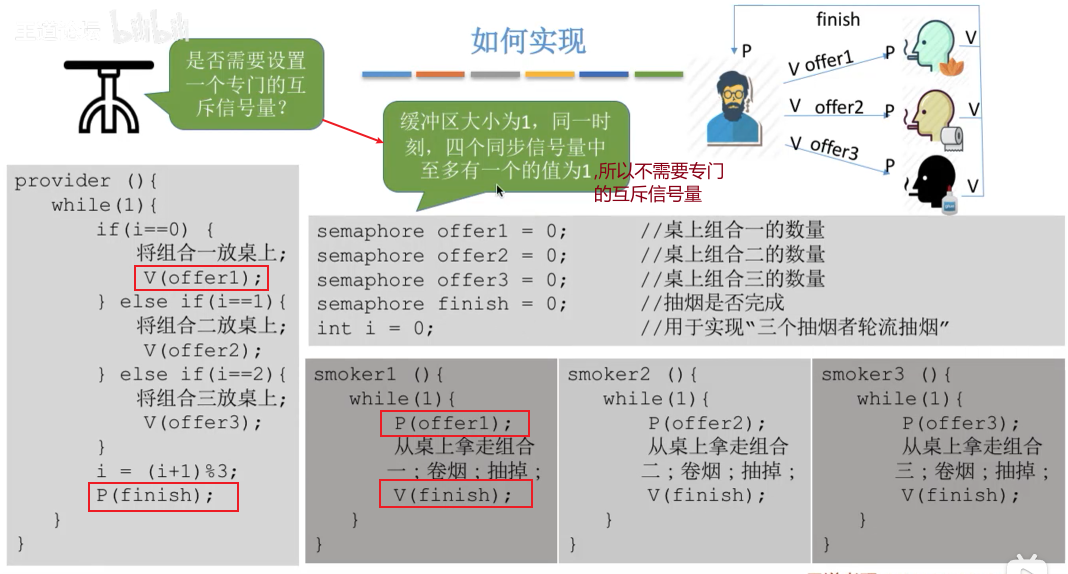 如何实现
是否需要设置
一个专门的互
斥信号量?
缓冲区大小为1,同一时
刻,四个同步信号量中
至多有一个的值为1
,所以不需要专门
的互斥信号量
finish
P
V offer1
P
V
V offer2
P
V
V offer3
P
V
provider (){
while(1){
if(i==0) {
将组合一放桌上;
V(offer1);
} else if(i==1){
将组合二放桌上;
V(offer2);
} else if(i==2){
将组合三放桌上;
V(offer3);
}
i = (i+1)%3;
P(finish);
}
}
semaphore offer1 = 0; //桌上组合一的数量
semaphore offer2 = 0; //桌上组合二的数量
semaphore offer3 = 0; //桌上组合三的数量
semaphore finish = 0; //抽烟是否完成
int i = 0; //用于实现“三个抽烟者轮流抽烟”
smoker1 (){
while(1){
P(offer1);
从桌上拿走组合
一;卷烟;抽掉;
V(finish);
}
}
smoker2 (){
while(1){
P(offer2);
从桌上拿走组合
二;卷烟;抽掉;
V(finish);
}
}
smoker3 (){
while(1){
P(offer3);
从桌上拿走组合
三;卷烟;抽掉;
V(finish);
}
}